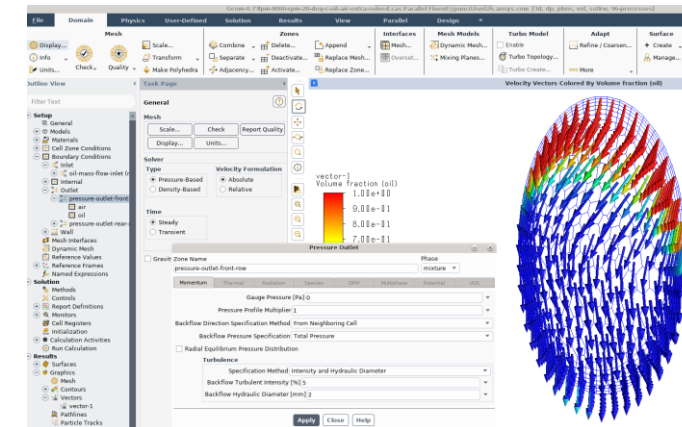 File Domain Physics User-Defined Solution Results View Parallel Design
Mesh Zones Interfaces Mesh Models Turbo Model Adapt Surface
Display... Scale... Combine Delete... Append Mesh... Dynamic Mesh... Enable Refine / Coarsen... + Create
Info Transform Separate Deactivate... Replace Mesh... Overset... Mixing Planes... Turbo Topology... Manage...
Units... Check Quality Make Polyhedra Adjacency... Activate... Replace Zone... Turbo Create... More
Outline View
Task Page
Velocity Vectors Colored By Volume fraction (oil)
Filter Text
Setup
General
Models
Materials
Cell Zone Conditions
Boundary Conditions
Inlet
oil-mass-flow-inlet
Internal
Outlet
pressure-outlet-front
air
oil
pressure-outlet-rear
Wall
Mesh Interfaces
Dynamic Mesh
Reference Values
Reference Frames
Named Expressions
Solution
Methods
Controls
Report Definitions
Monitors
Cell Registers
Initialization
Calculation Activities
Run Calculation
Results
Surfaces
Graphics
Mesh
Contours
Vectors
vector-1
Pathlines
Particle Tracks
General
Mesh
Scale... Check Report Quality
Display... Units...
Solver
Type Velocity Formulation
Pressure-Based Absolute
Density-Based Relative
Time
Steady
Transient
Gravit
vector-1
Volume fraction (oil)
1.00e+00
9.00e-01
8.00e-01
7.00e-01
Pressure Outlet
Zone Name Phase
pressure-outlet-front-row mixture
Momentum Thermal Radiation Species DPM Multiphase Potential UDS
Gauge Pressure [Pa] 0
Pressure Profile Multiplier 1
Backflow Direction Specification Method From Neighboring Cell
Backflow Pressure Specification Total Pressure
Radial Equilibrium Pressure Distribution
Turbulence
Specification Method Intensity and Hydraulic Diameter
Backflow Turbulent Intensity [%] 5
Backflow Hydraulic Diameter [mm] 2
Apply Close Help